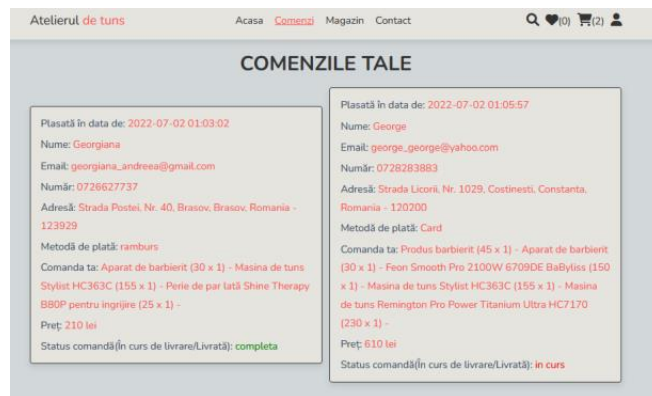 Atelierul de tuns
Acasa Comenzi Magazin Contact
(0) (2)
COMENZILE TALE
Plasată în data de: 2022-07-02 01:03:02
Nume: Georgiana
Email: georgiana_andreea@gmail.com
Număr: 0726627737
Adresă: Strada Postei, Nr. 40, Brasov, Brasov, Romania -
123929
Metodă de plată: ramburs
Comanda ta: Aparat de barbierit (30 x 1) - Masina de tuns
Stylist HC363C (155 x 1) - Perie de par lată Shine Therapy
B80P pentru ingrijire (25 x 1) -
Preț: 210 lei
Status comandă(În curs de livrare/Livrată): completa
Plasată în data de: 2022-07-02 01:05:57
Nume: George
Email: george_george@yahoo.com
Număr: 0728283883
Adresă: Strada Licorii, Nr. 1029, Costinesti, Constanta,
Romania - 120200
Metodă de plată: Card
Comanda ta: Produs barbierit (45 x 1) - Aparat de barbierit
(30 x 1) - Feon Smooth Pro 2100W 6709DE BaByliss (150
x 1) - Masina de tuns Stylist HC363C (155 x 1) - Masina
de tuns Remington Pro Power Titanium Ultra HC7170
(230 x 1) -
Preț: 610 lei
Status comandă(În curs de livrare/Livrată): in curs